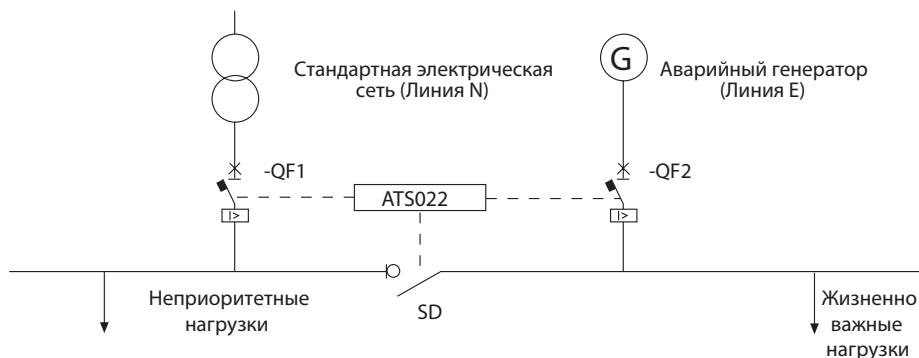 Стандартная электрическая
сеть (Линия N)
G
Аварийный генератор
(Линия E)
-QF1
-QF2
ATS022
I>
I>
Неприоритетные
нагрузки
SD
Жизненно
важные
нагрузки